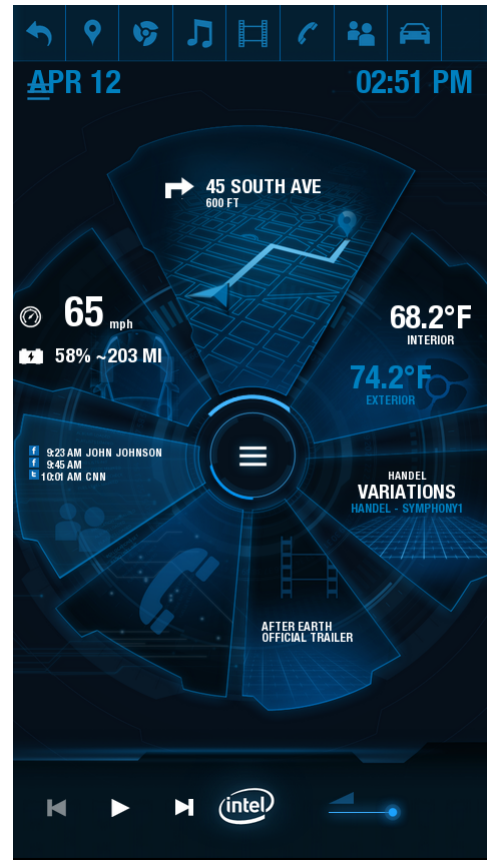 APR 12
02:51 PM
45 SOUTH AVE
600 FT
65 mph
58% ~203 MI
68.2°F
INTERIOR
74.2°F
EXTERIOR
9:23 AM JOHN JOHNSON
9:45 AM
10:01 AM CNN
HANDEL
VARIATIONS
HANDEL - SYMPHONY1
AFTER EARTH
OFFICIAL TRAILER
intel